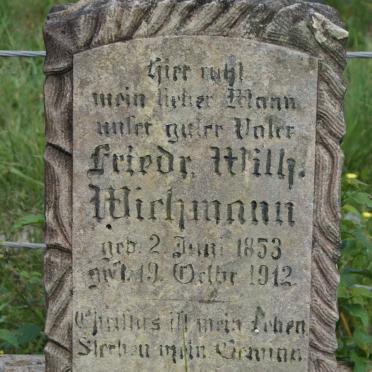 Hier ruht
mein lieber Mann
unser guter Vater
Friedr. Wilh.
Wichmann
geb. 2. Juni 1853
gest. 19. Octbr. 1912.
Christus ist mein Leben
Sterben mein Gewinn